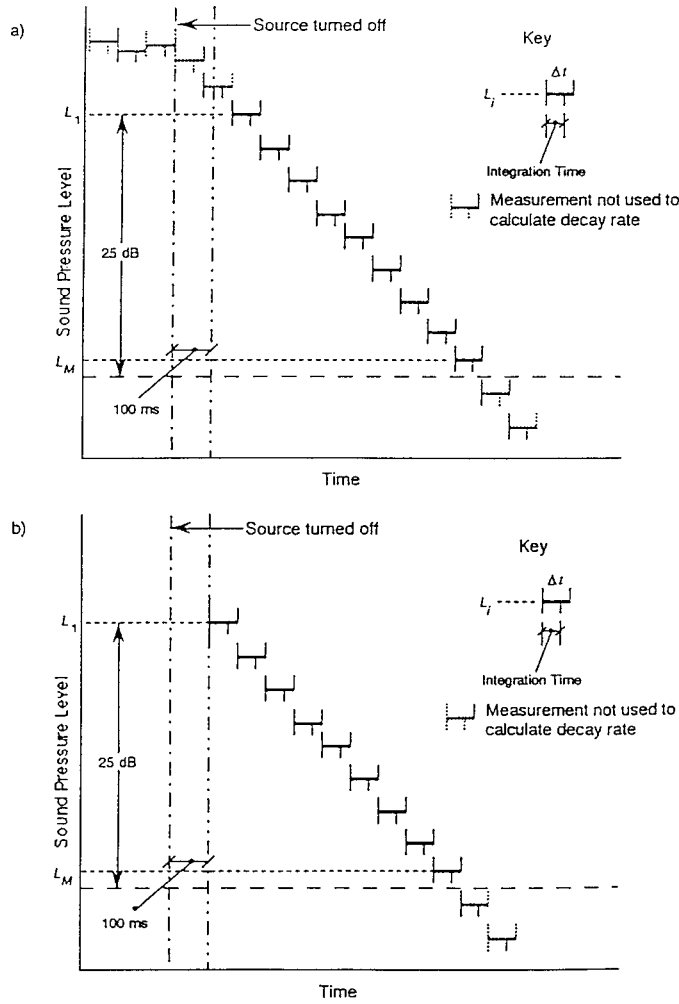 a)
Source turned off
Key
Δt
L₁
Lᵢ
Integration Time
Measurement not used to
calculate decay rate
Sound Pressure Level
25 dB
L_M
100 ms
Time
b)
Source turned off
Key
Δt
L₁
Lᵢ
Integration Time
Measurement not used to
calculate decay rate
Sound Pressure Level
25 dB
L_M
100 ms
Time